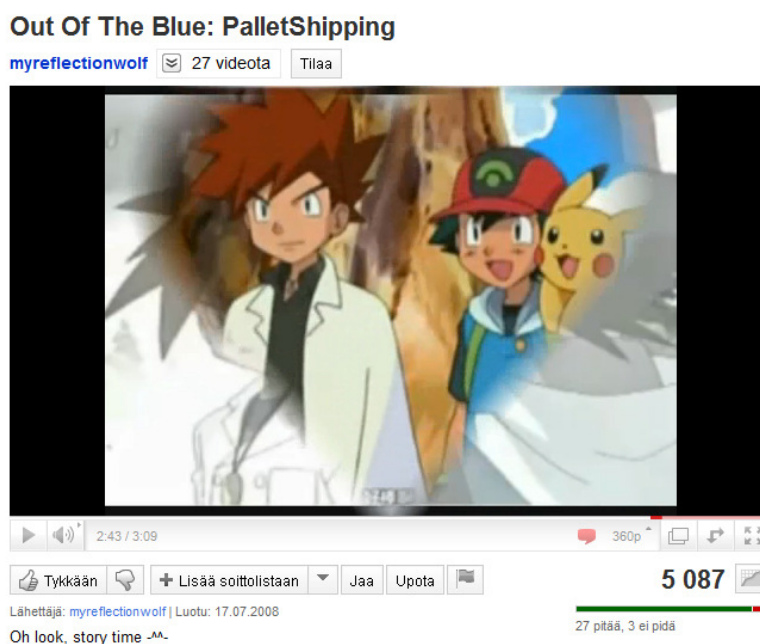 Out Of The Blue: PalletShipping
myreflectionwolf 27 videota Tilaa
2:43 / 3:09 360p
Tykkään + Lisää soittolistaan Jaa Upota 5 087
Lähettäjä: myreflectionwolf | Luotu: 17.07.2008
27 pitää, 3 ei pidä
Oh look, story time -^^-